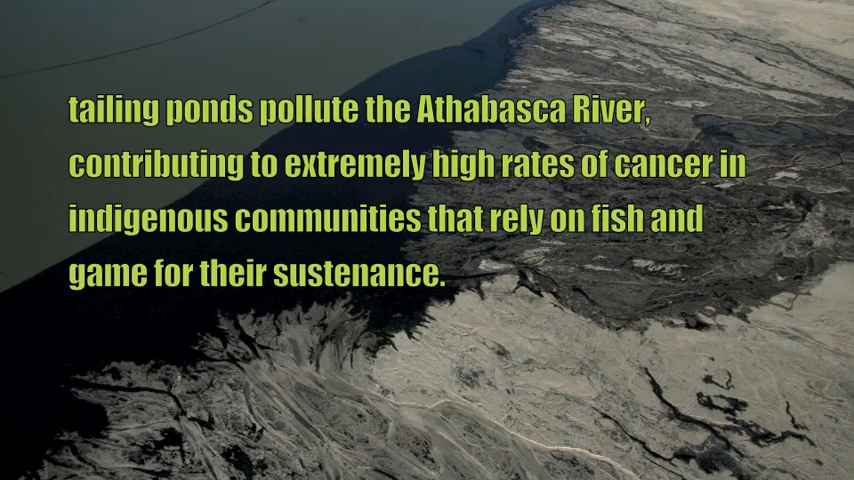 tailing ponds pollute the Athabasca River,
contributing to extremely high rates of cancer in
indigenous communities that rely on fish and
game for their sustenance.